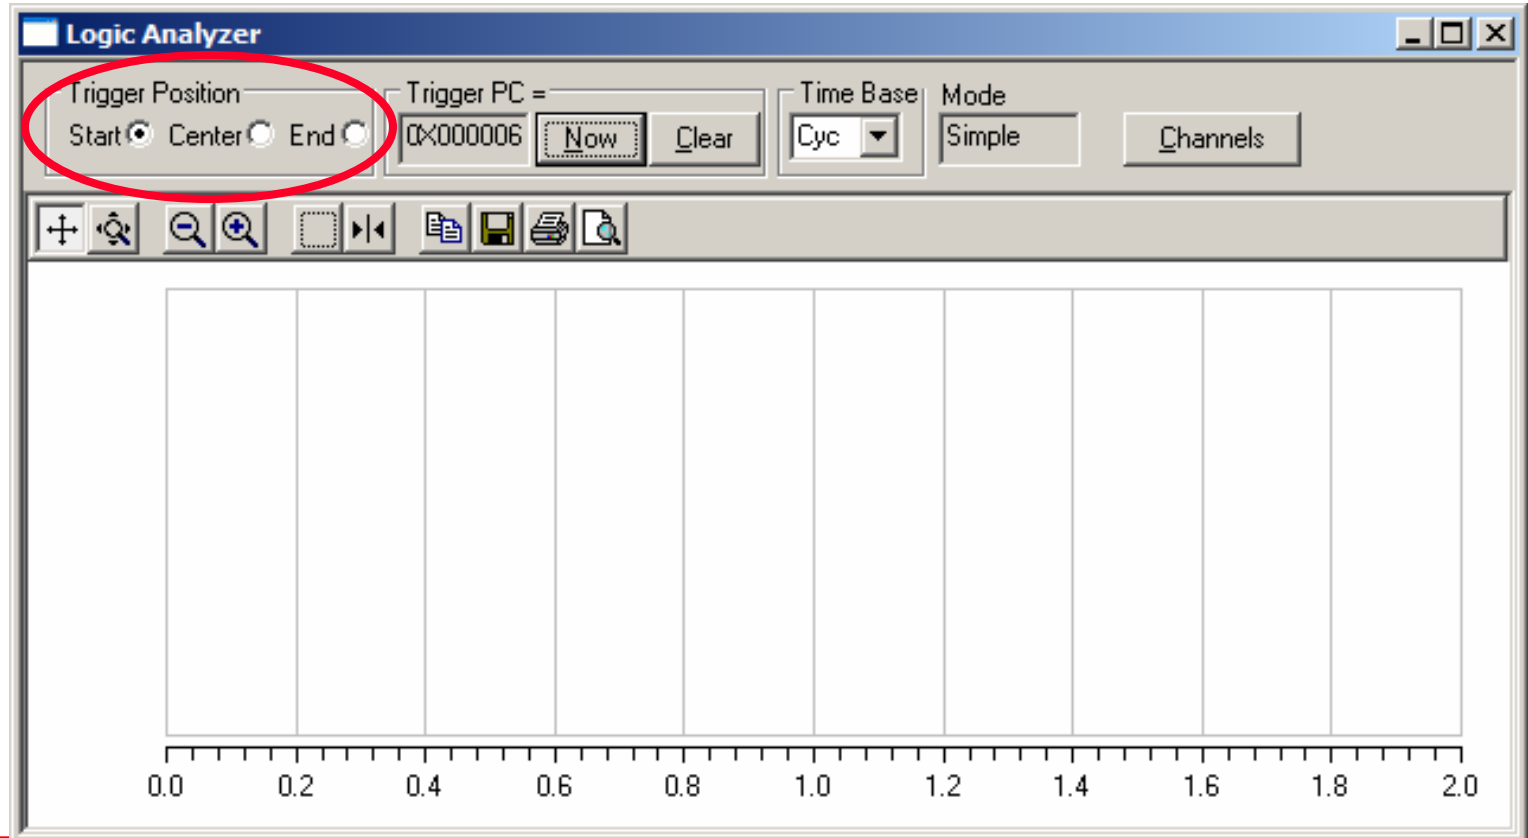 Logic Analyzer
Trigger Position
Start Center End
Trigger PC =
0X000006 Now Clear
Time Base
Cyc
Mode
Simple
Channels
0.0 0.2 0.4 0.6 0.8 1.0 1.2 1.4 1.6 1.8 2.0